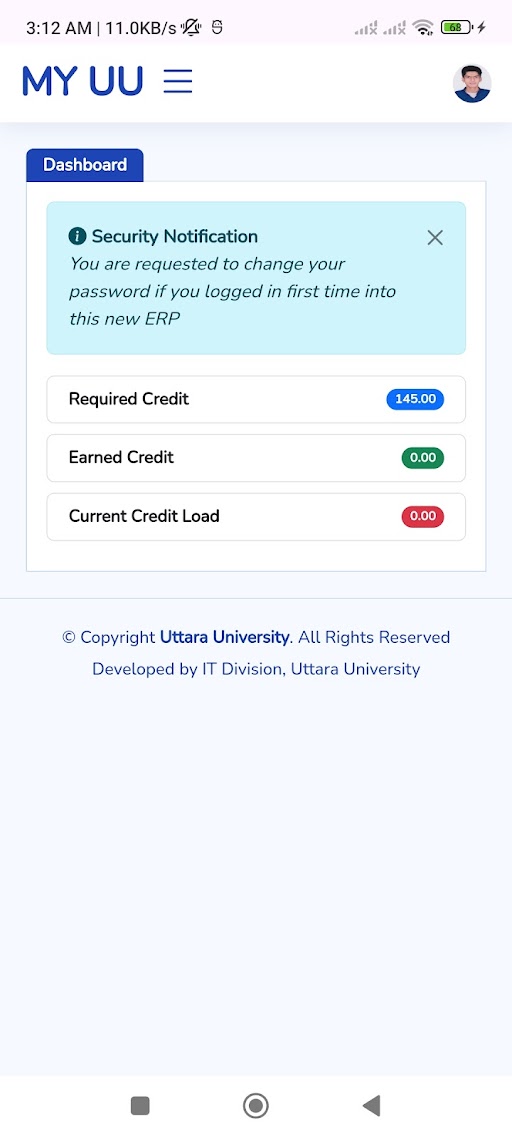 3:12 AM | 11.0KB/s
68
MY UU
Dashboard
Security Notification
You are requested to change your
password if you logged in first time into
this new ERP
Required Credit 145.00
Earned Credit 0.00
Current Credit Load 0.00
© Copyright Uttara University. All Rights Reserved
Developed by IT Division, Uttara University